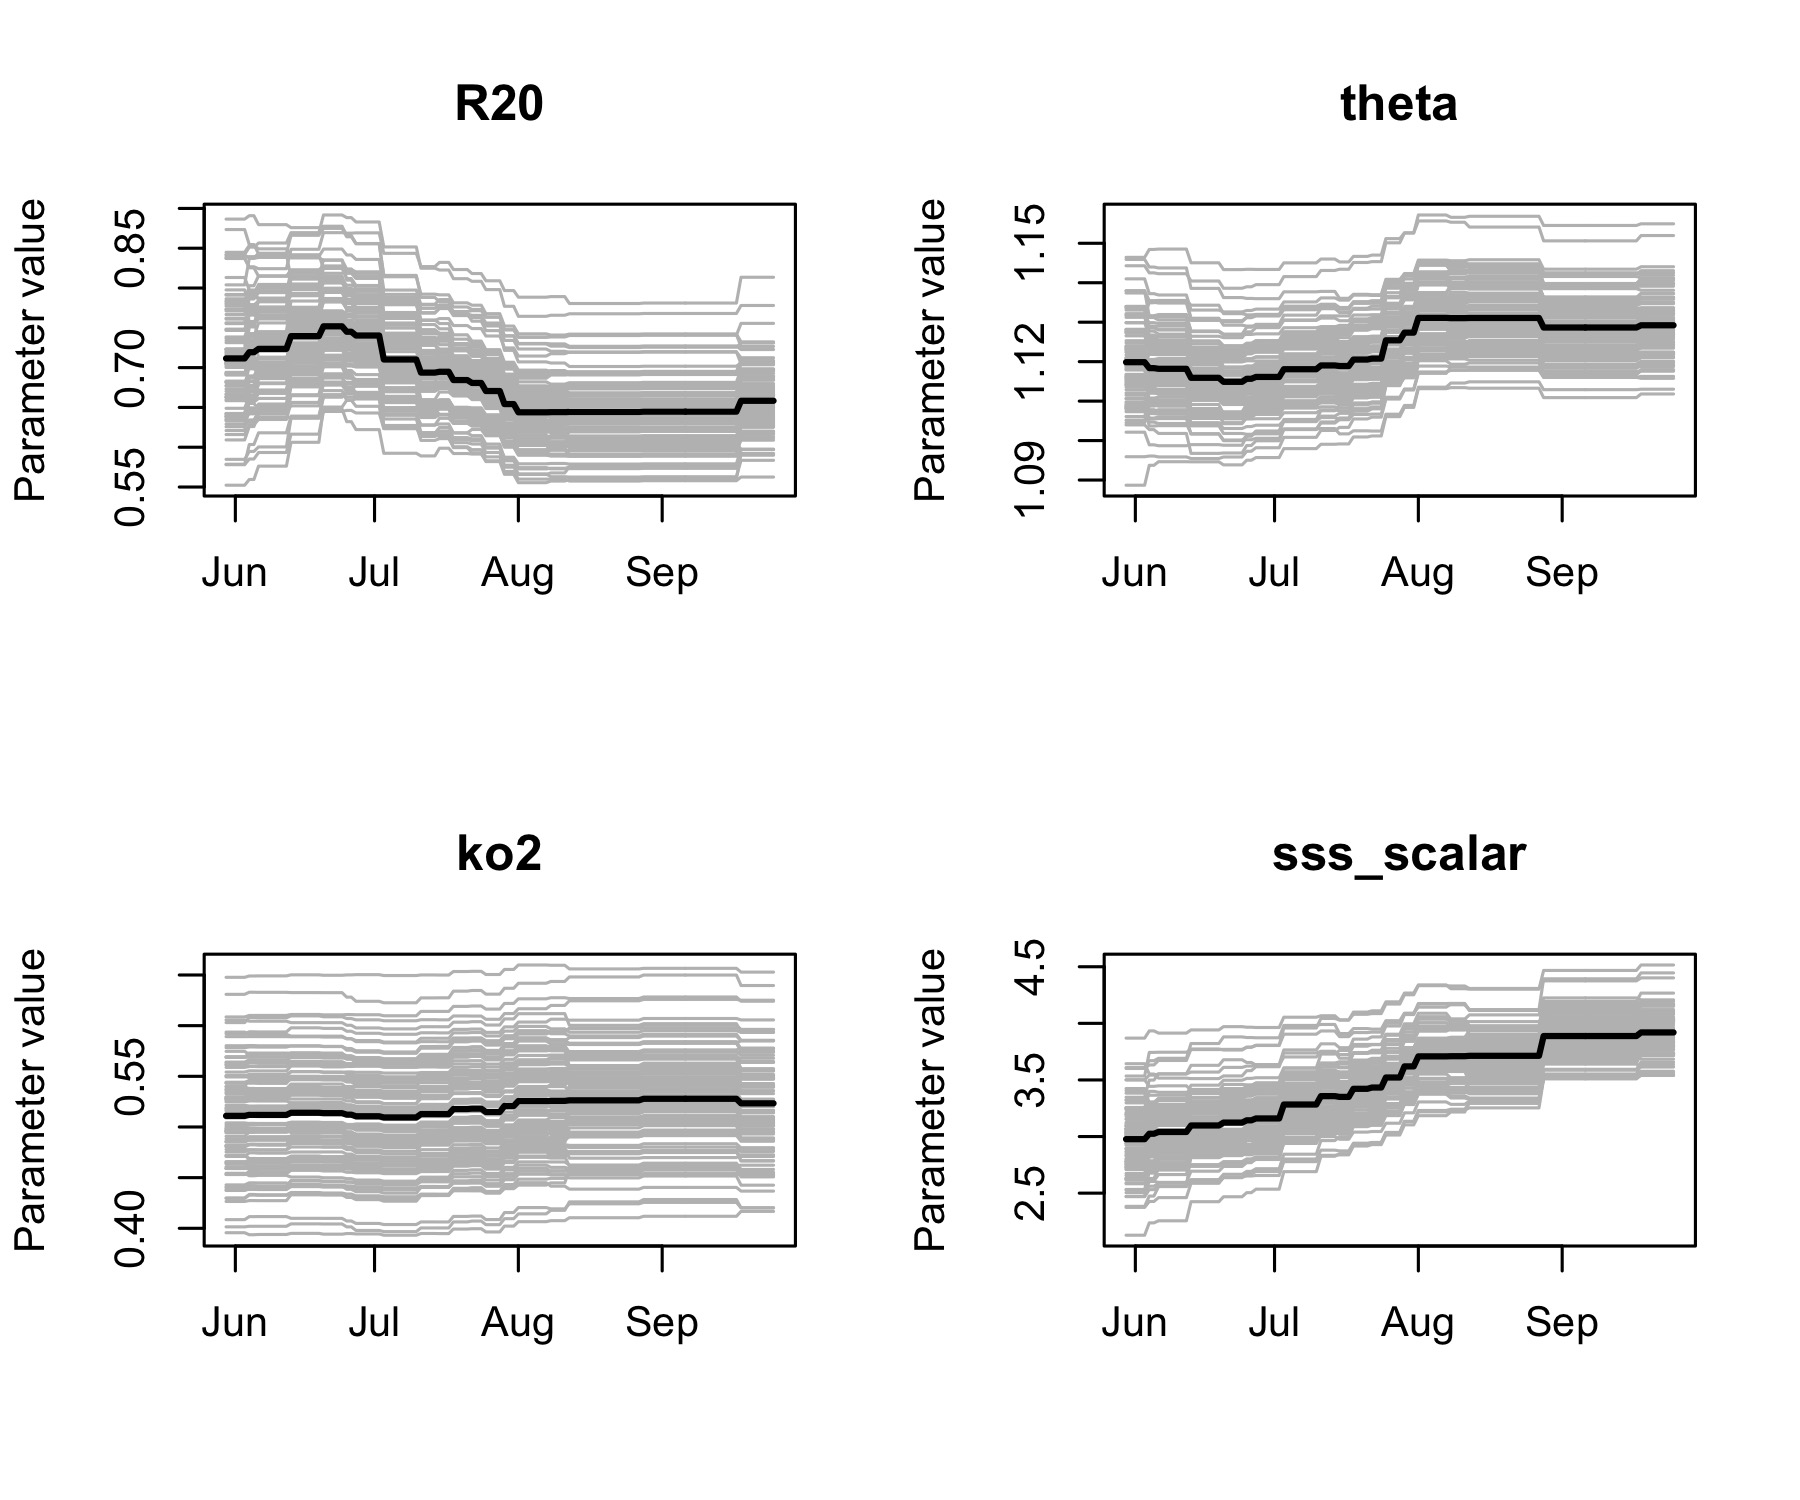 R20
Parameter value
0.85
0.70
0.55
Jun Jul Aug Sep
theta
Parameter value
1.15
1.12
1.09
Jun Jul Aug Sep
ko2
Parameter value
0.55
0.40
Jun Jul Aug Sep
sss_scalar
Parameter value
4.5
3.5
2.5
Jun Jul Aug Sep